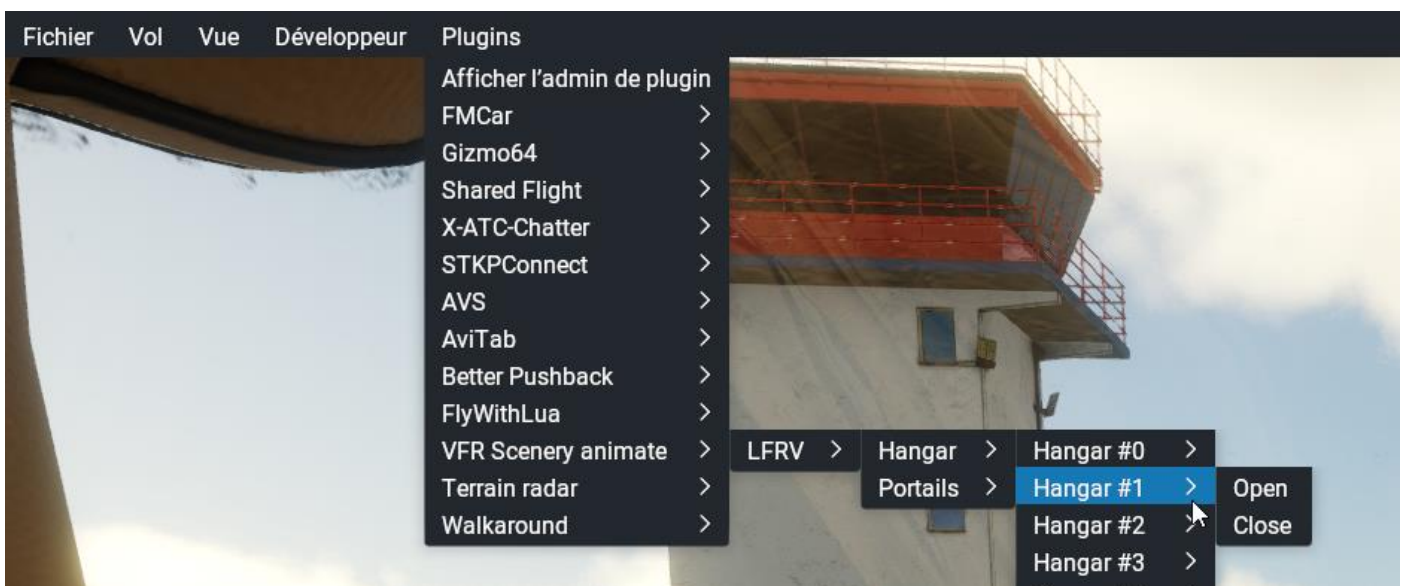 Fichier Vol Vue Développeur Plugins
Afficher l’admin de plugin
FMCar
Gizmo64
Shared Flight
X-ATC-Chatter
STKPConnect
AVS
AviTab
Better Pushback
FlyWithLua
VFR Scenery animate LFRV Hangar Hangar #0
Terrain radar Portails Hangar #1 Open
Walkaround Hangar #2 Close
Hangar #3